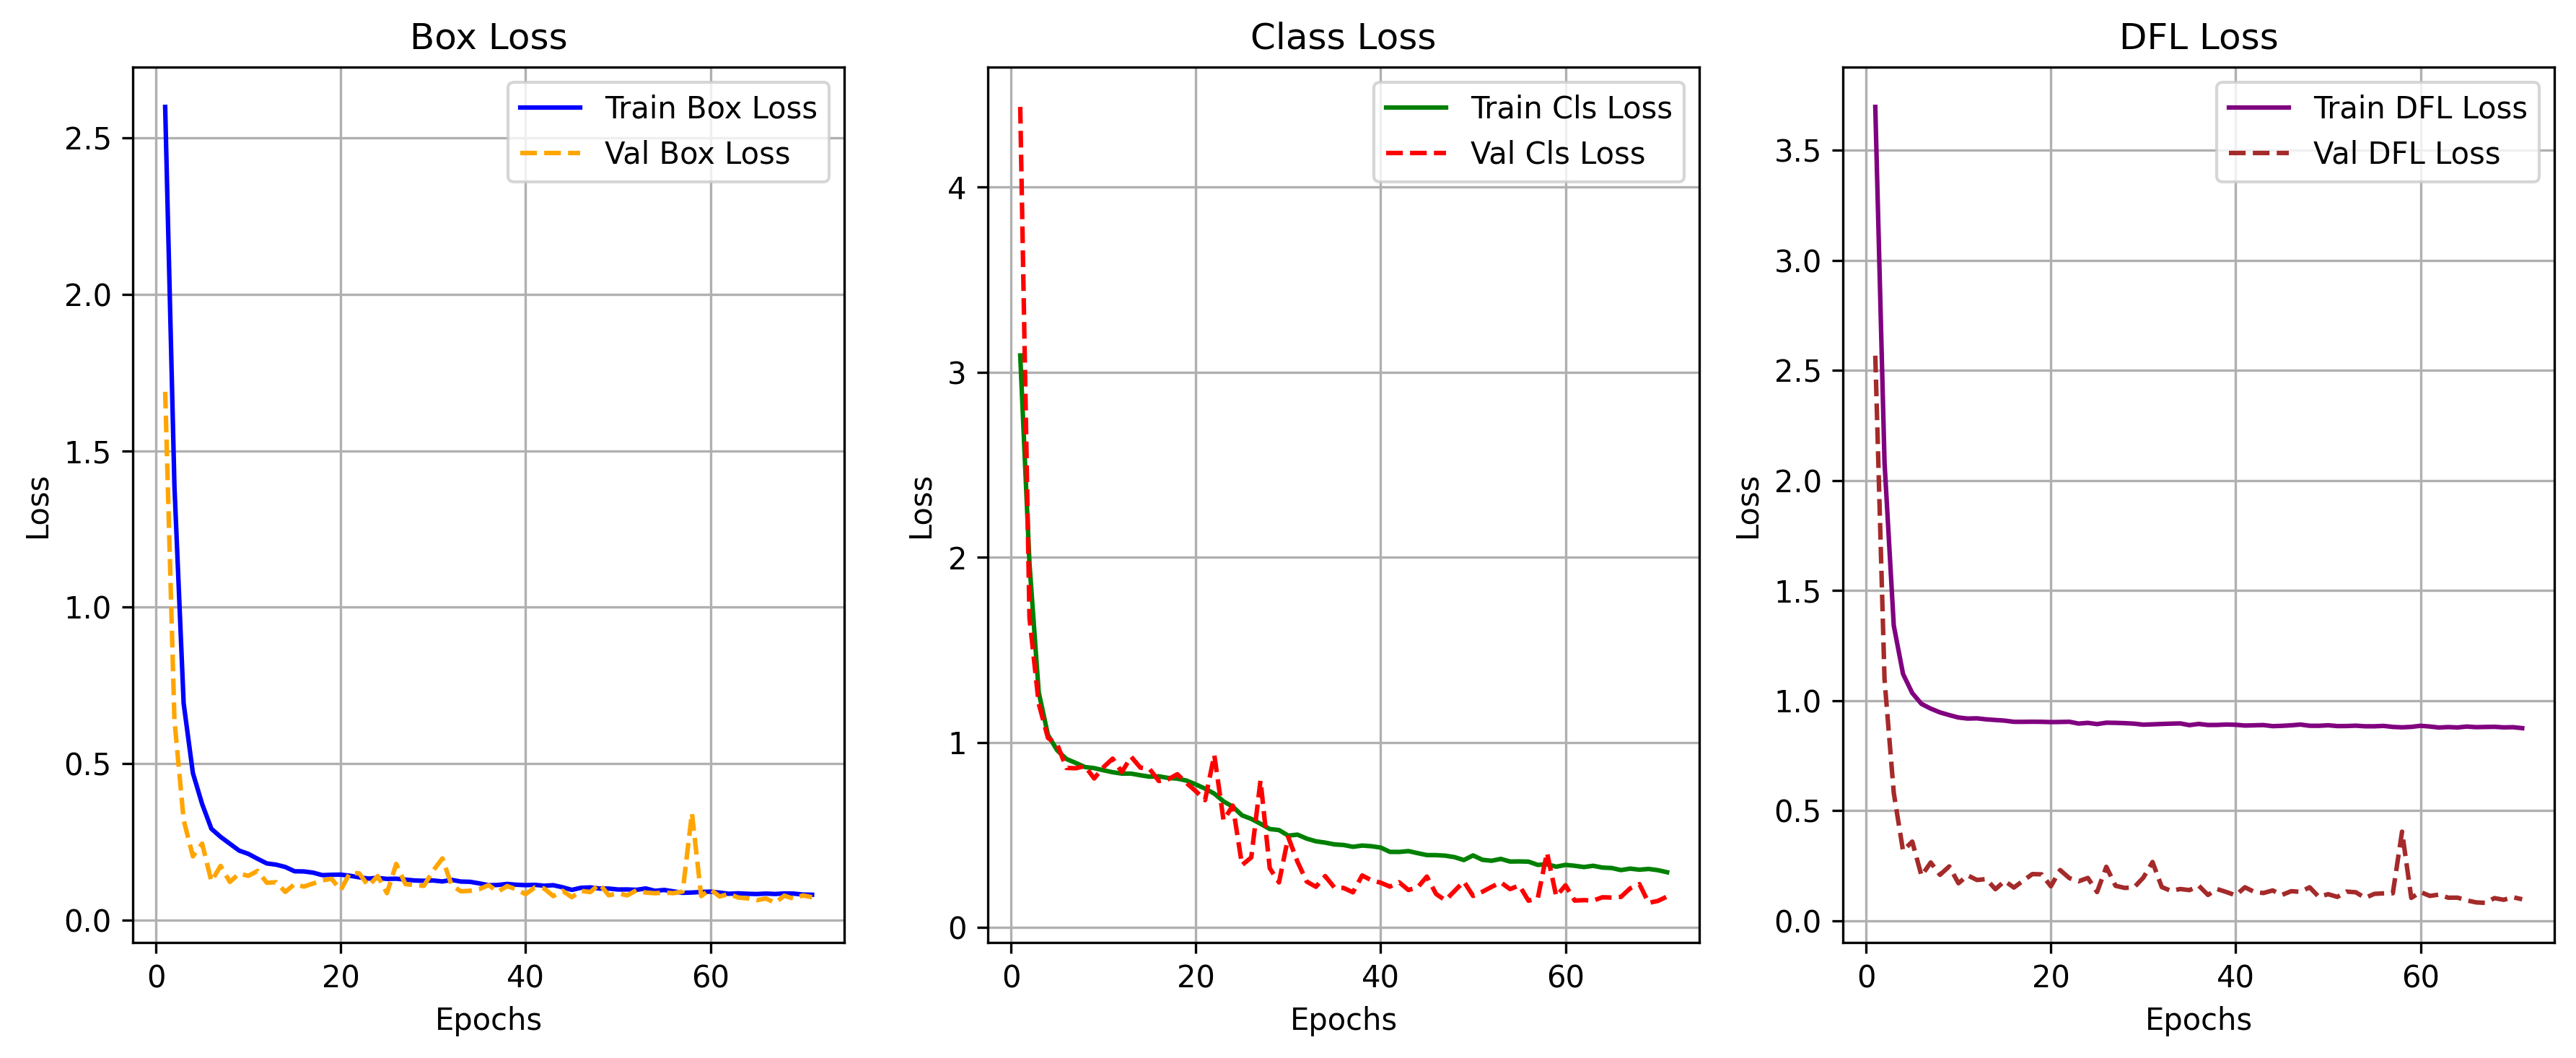 Box Loss
Train Box Loss
Val Box Loss
2.5
2.0
1.5
1.0
0.5
0.0
Loss
0 20 40 60
Epochs
Class Loss
Train Cls Loss
Val Cls Loss
4
3
2
1
0
Loss
0 20 40 60
Epochs
DFL Loss
Train DFL Loss
Val DFL Loss
3.5
3.0
2.5
2.0
1.5
1.0
0.5
0.0
Loss
0 20 40 60
Epochs